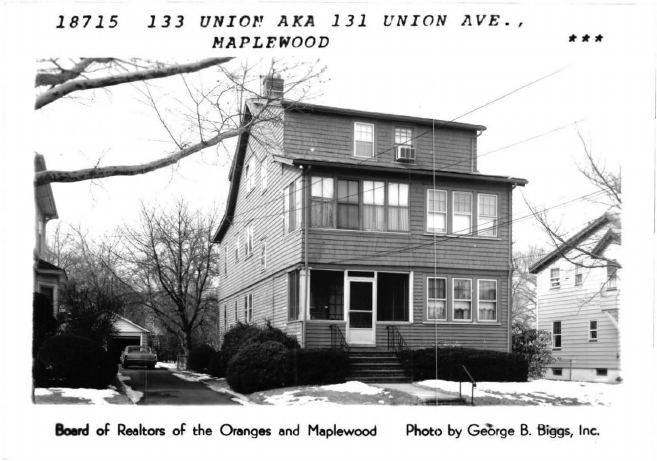 18715 133 UNION AKA 131 UNION AVE.,
MAPLEWOOD ***
Board of Realtors of the Oranges and Maplewood Photo by George B. Biggs, Inc.